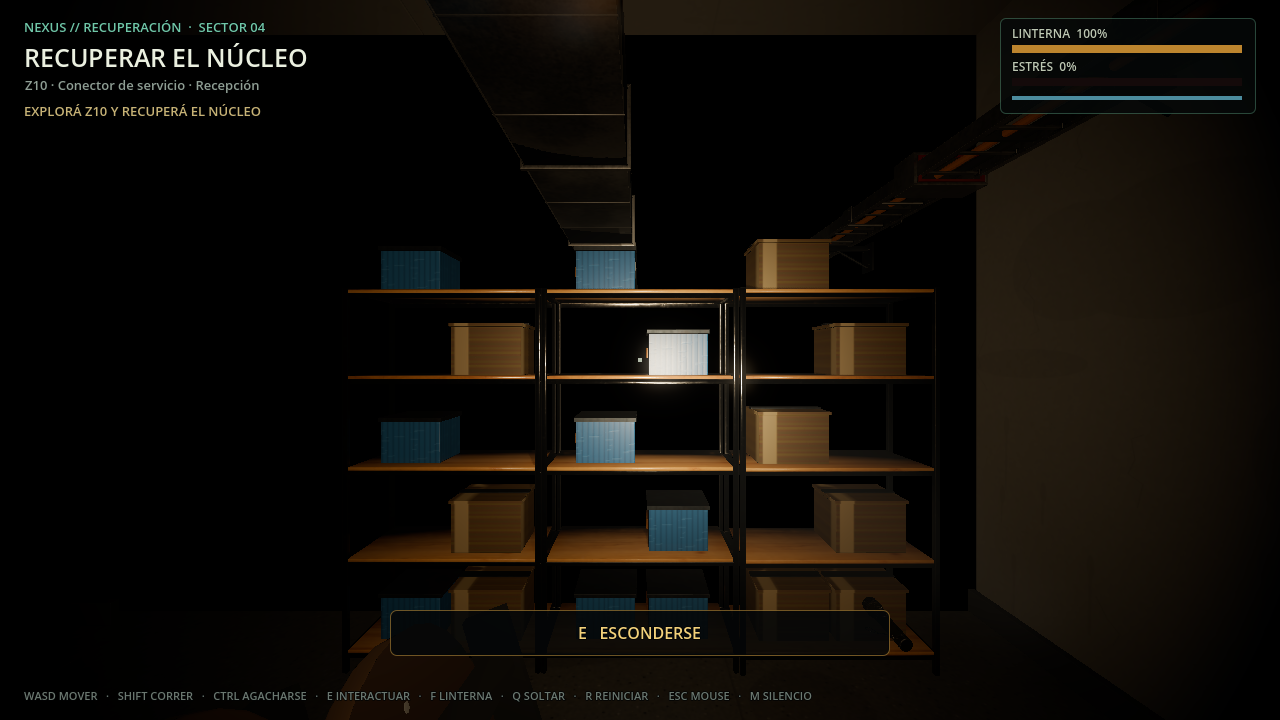 NEXUS // RECUPERACIÓN · SECTOR 04
RECUPERAR EL NÚCLEO
Z10 · Conector de servicio · Recepción
EXPLORÁ Z10 Y RECUPERÁ EL NÚCLEO
LINTERNA 100%
ESTRÉS 0%
E ESCONDERSE
WASD MOVER · SHIFT CORRER · CTRL AGACHARSE · E INTERACTUAR · F LINTERNA · Q SOLTAR · R REINICIAR · ESC MOUSE · M SILENCIO